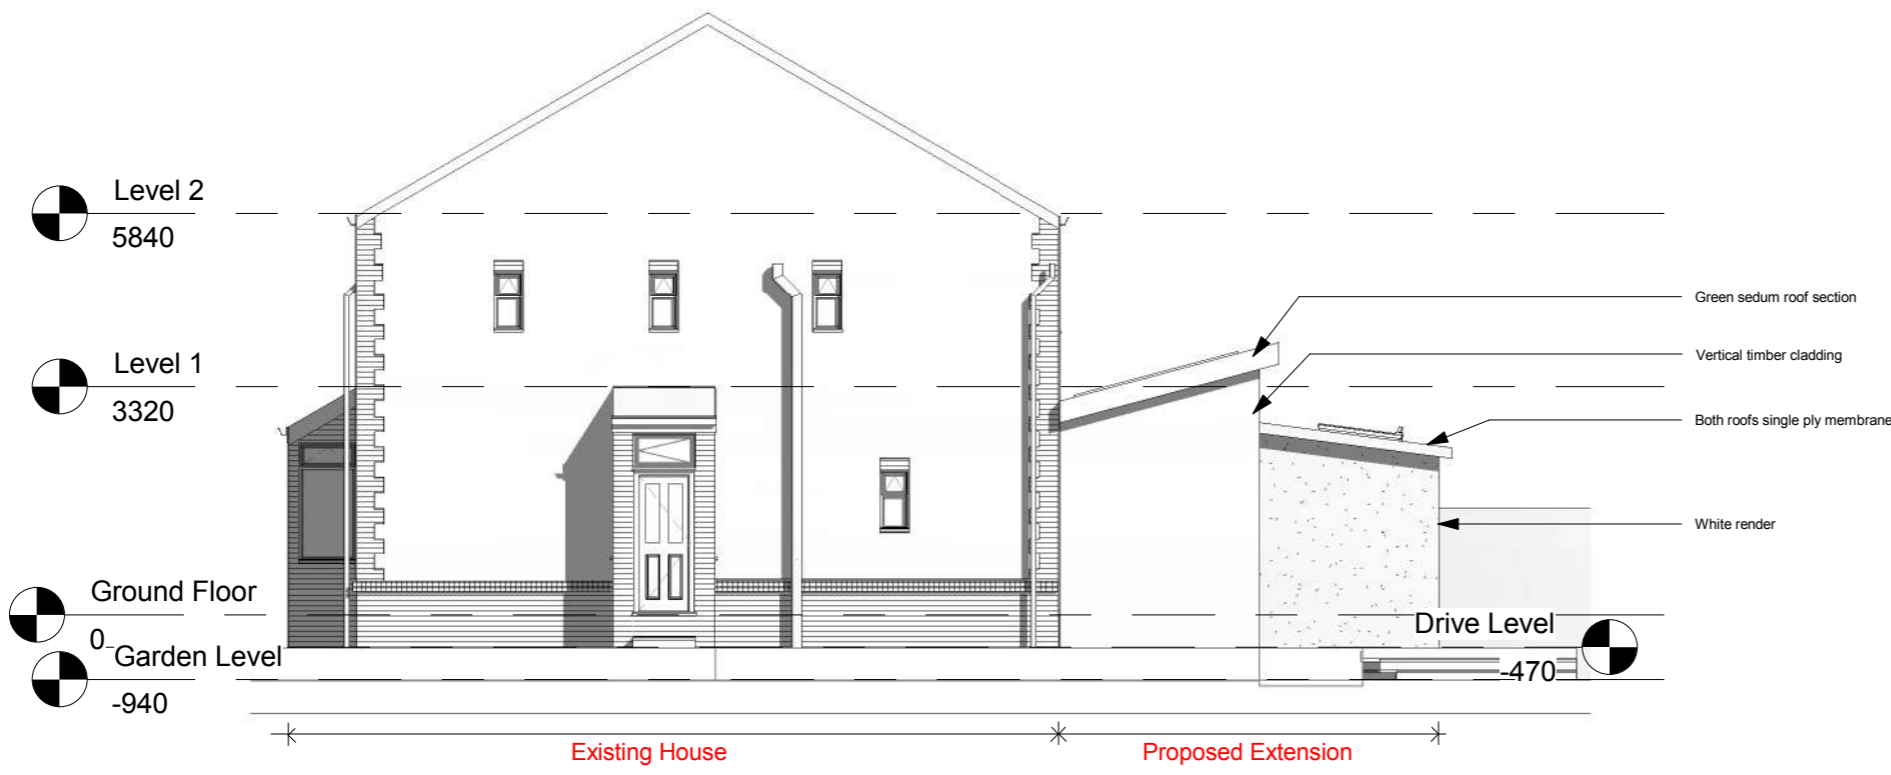 Level 2
5840
Green sedum roof section
Vertical timber cladding
Level 1
3320
Both roofs single ply membrane
White render
Ground Floor
0
Drive Level
-470
Garden Level
-940
Existing House
Proposed Extension